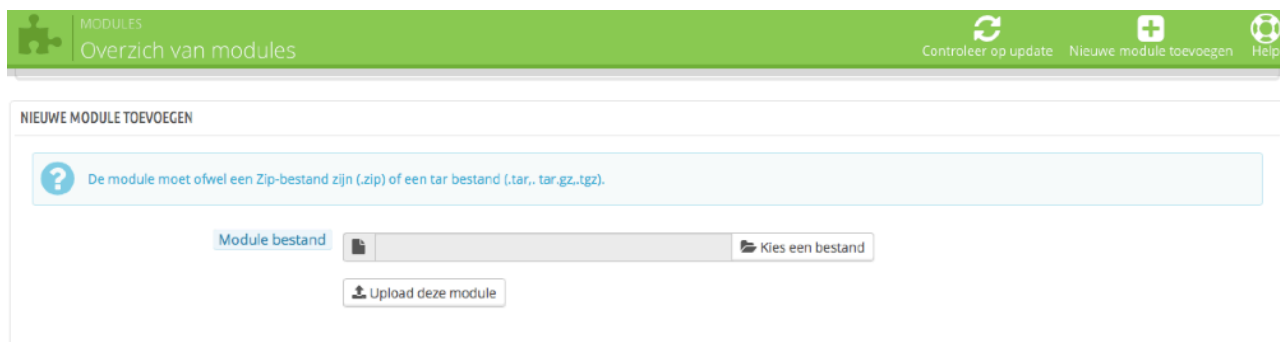 MODULES
Overzich van modules
Controleer op update
Nieuwe module toevoegen
Help
NIEUWE MODULE TOEVOEGEN
De module moet ofwel een Zip-bestand zijn (.zip) of een tar bestand (.tar,. tar.gz,.tgz).
Module bestand
Kies een bestand
Upload deze module